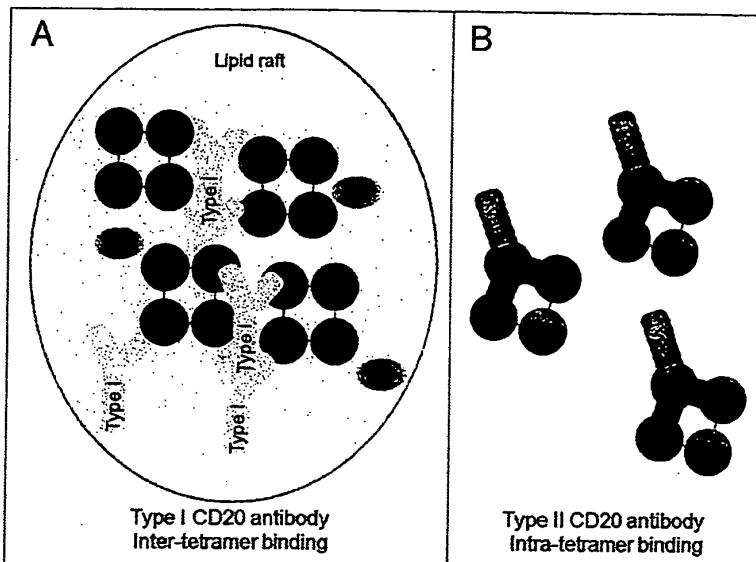 A
Lipid raft
Type I
Type I
Type I
Type I
Type I CD20 antibody
Inter-tetramer binding
B
Type II CD20 antibody
Intra-tetramer binding